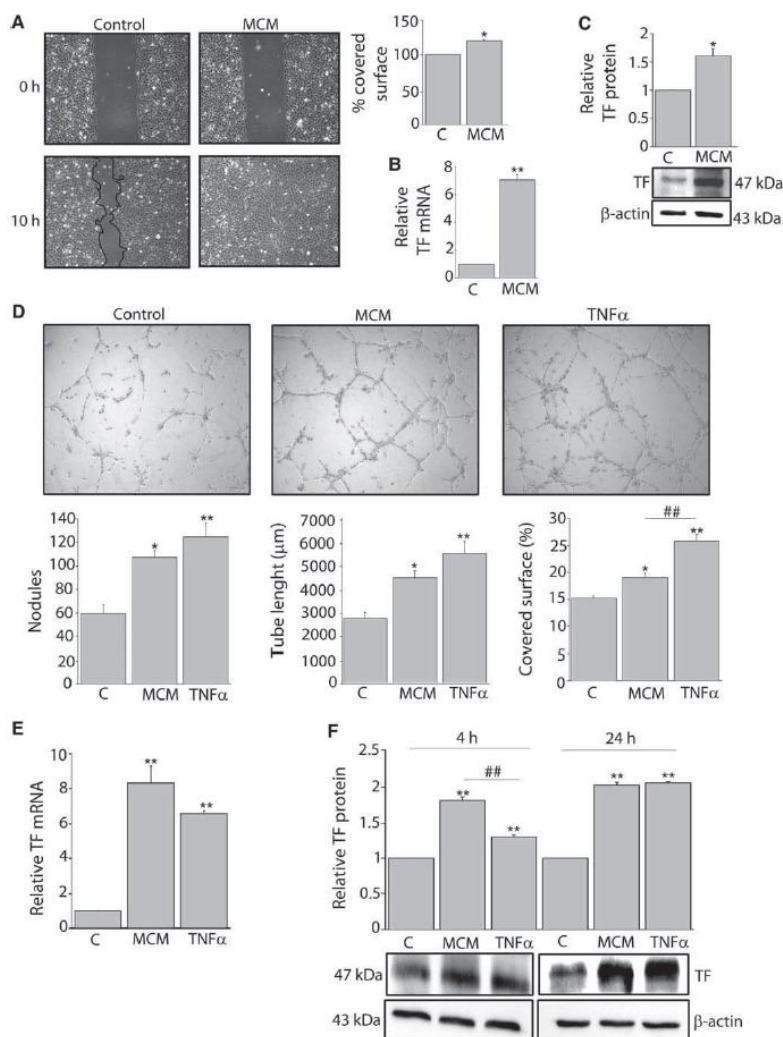 A
Control
MCM
0 h
10 h
% covered surface
150
100
50
0
*
C
MCM
B
Relative
TF mRNA
8
6
4
2
0
**
C
MCM
C
Relative
TF protein
2
1.5
1
0.5
0
*
C
MCM
TF
47 kDa
β-actin
43 kDa
D
Control
MCM
TNFα
Nodules
140
120
100
80
60
40
20
0
*
**
C
MCM
TNFα
Tube lenght (μm)
7000
6000
5000
4000
3000
2000
1000
0
*
**
C
MCM
TNFα
Covered surface (%)
30
25
20
15
10
5
0
##
*
**
C
MCM
TNFα
E
Relative TF mRNA
10
8
6
4
2
0
**
**
C
MCM
TNFα
F
4 h
24 h
Relative TF protein
2.5
2
1.5
1
0.5
0
**
##
**
**
**
C
MCM
TNFα
C
MCM
TNFα
47 kDa
TF
43 kDa
β-actin